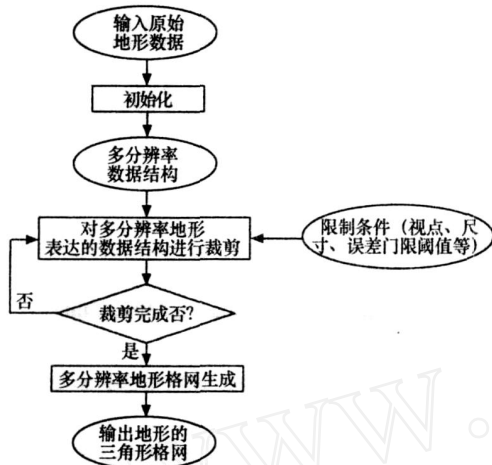 输入原始
地形数据
初始化
多分辨率
数据结构
对多分辨率地形
表达的数据结构进行裁剪
限制条件（视点、尺
寸、误差门限阈值等）
否
裁剪完成否?
是
多分辨率地形格网生成
输出地形的
三角形格网
WWW.